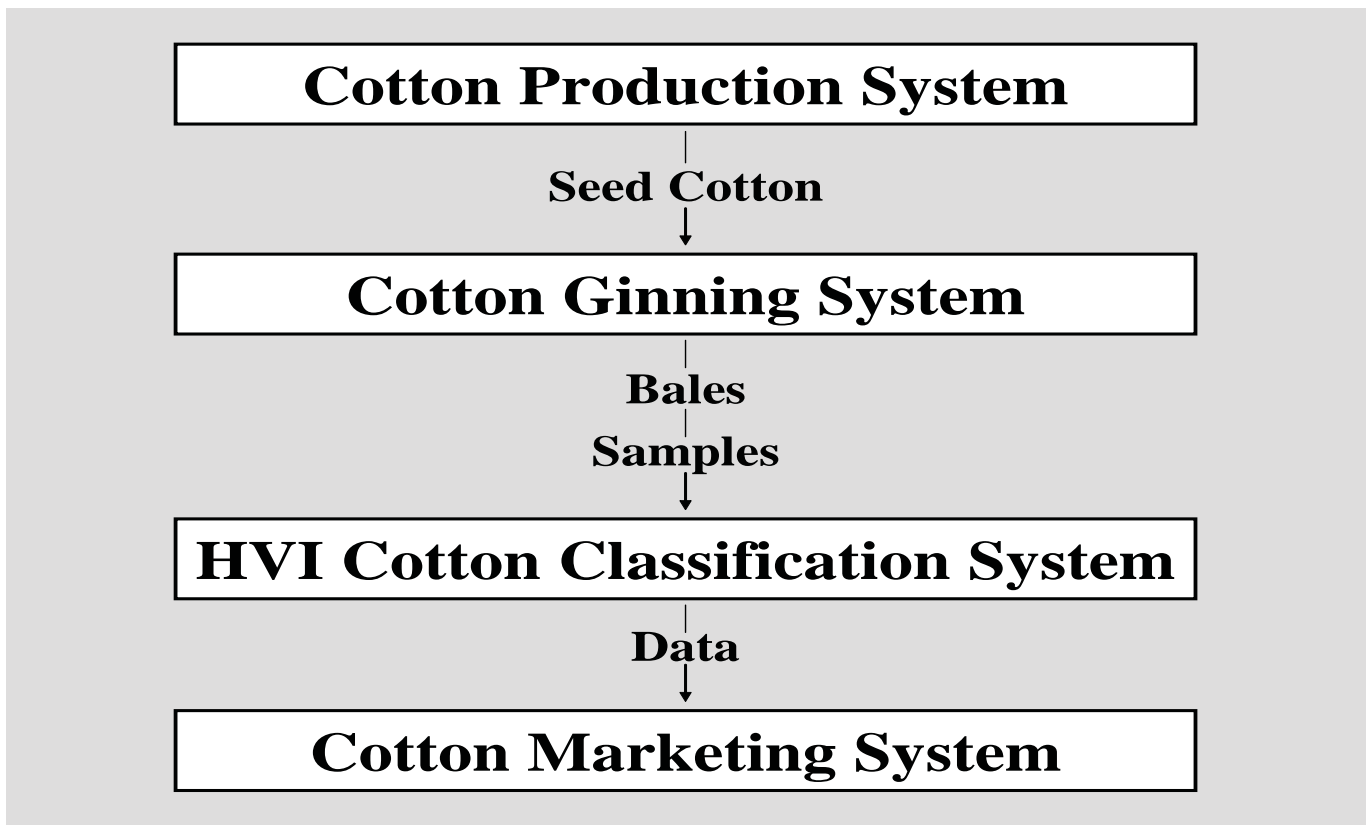 Cotton Production System
Seed Cotton
Cotton Ginning System
Bales
Samples
HVI Cotton Classification System
Data
Cotton Marketing System